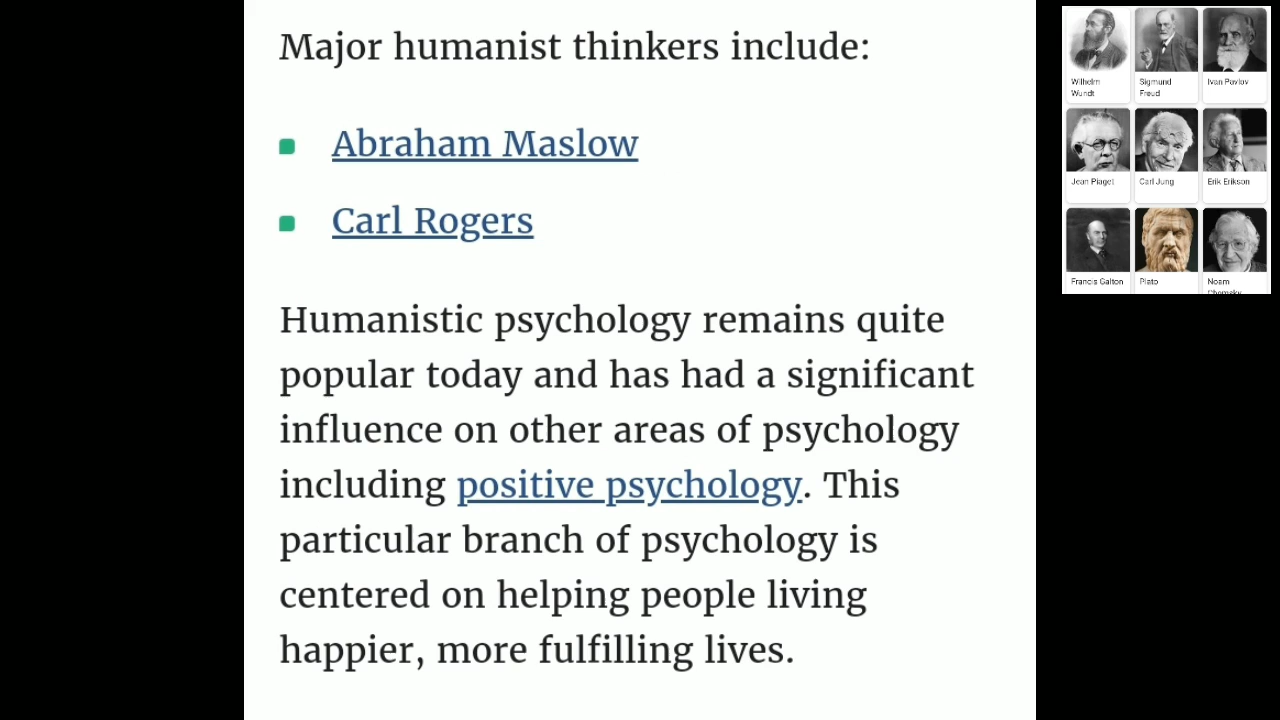 Major humanist thinkers include:
Abraham Maslow
Carl Rogers
Humanistic psychology remains quite
popular today and has had a significant
influence on other areas of psychology
including positive psychology. This
particular branch of psychology is
centered on helping people living
happier, more fulfilling lives.
Wilhelm
Wundt
Sigmund
Freud
Ivan Pavlov
Jean Piaget
Carl Jung
Erik Erikson
Francis Galton
Plato
Noam
Chomsky